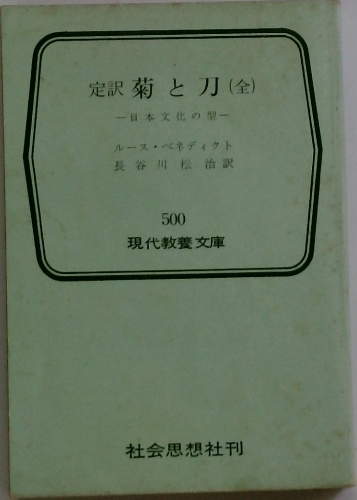 定訳 菊と刀(全)
―日本文化の型―
ルース・ベネディクト
長谷川松治訳
500
現代教養文庫
社会思想社刊